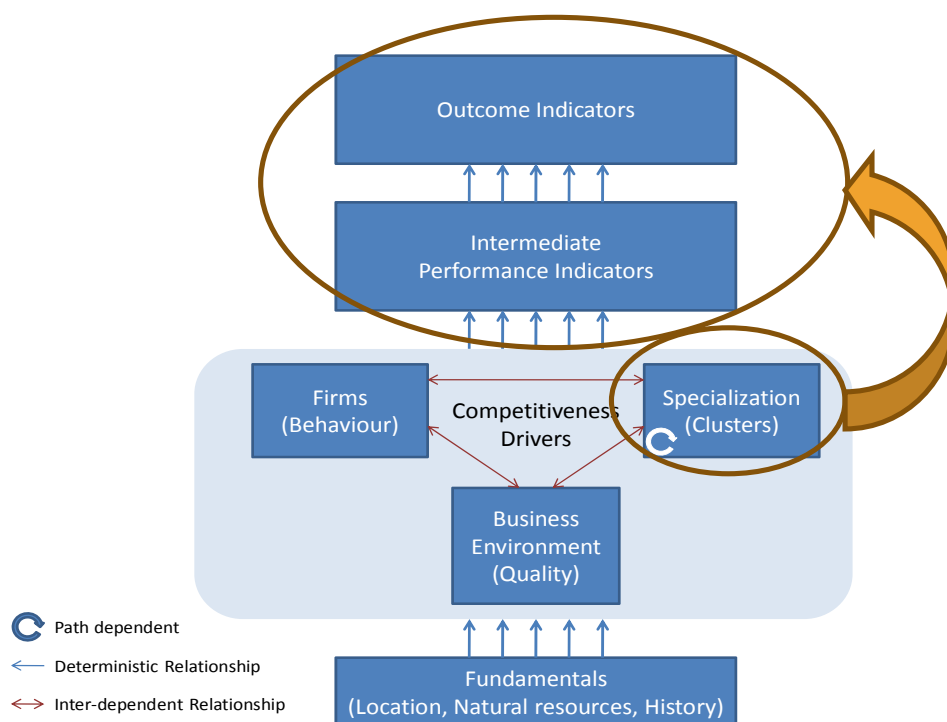 Outcome Indicators
Intermediate
Performance Indicators
Firms
(Behaviour)
Competitiveness
Drivers
Specialization
(Clusters)
Business
Environment
(Quality)
Path dependent
Deterministic Relationship
Inter-dependent Relationship
Fundamentals
(Location, Natural resources, History)